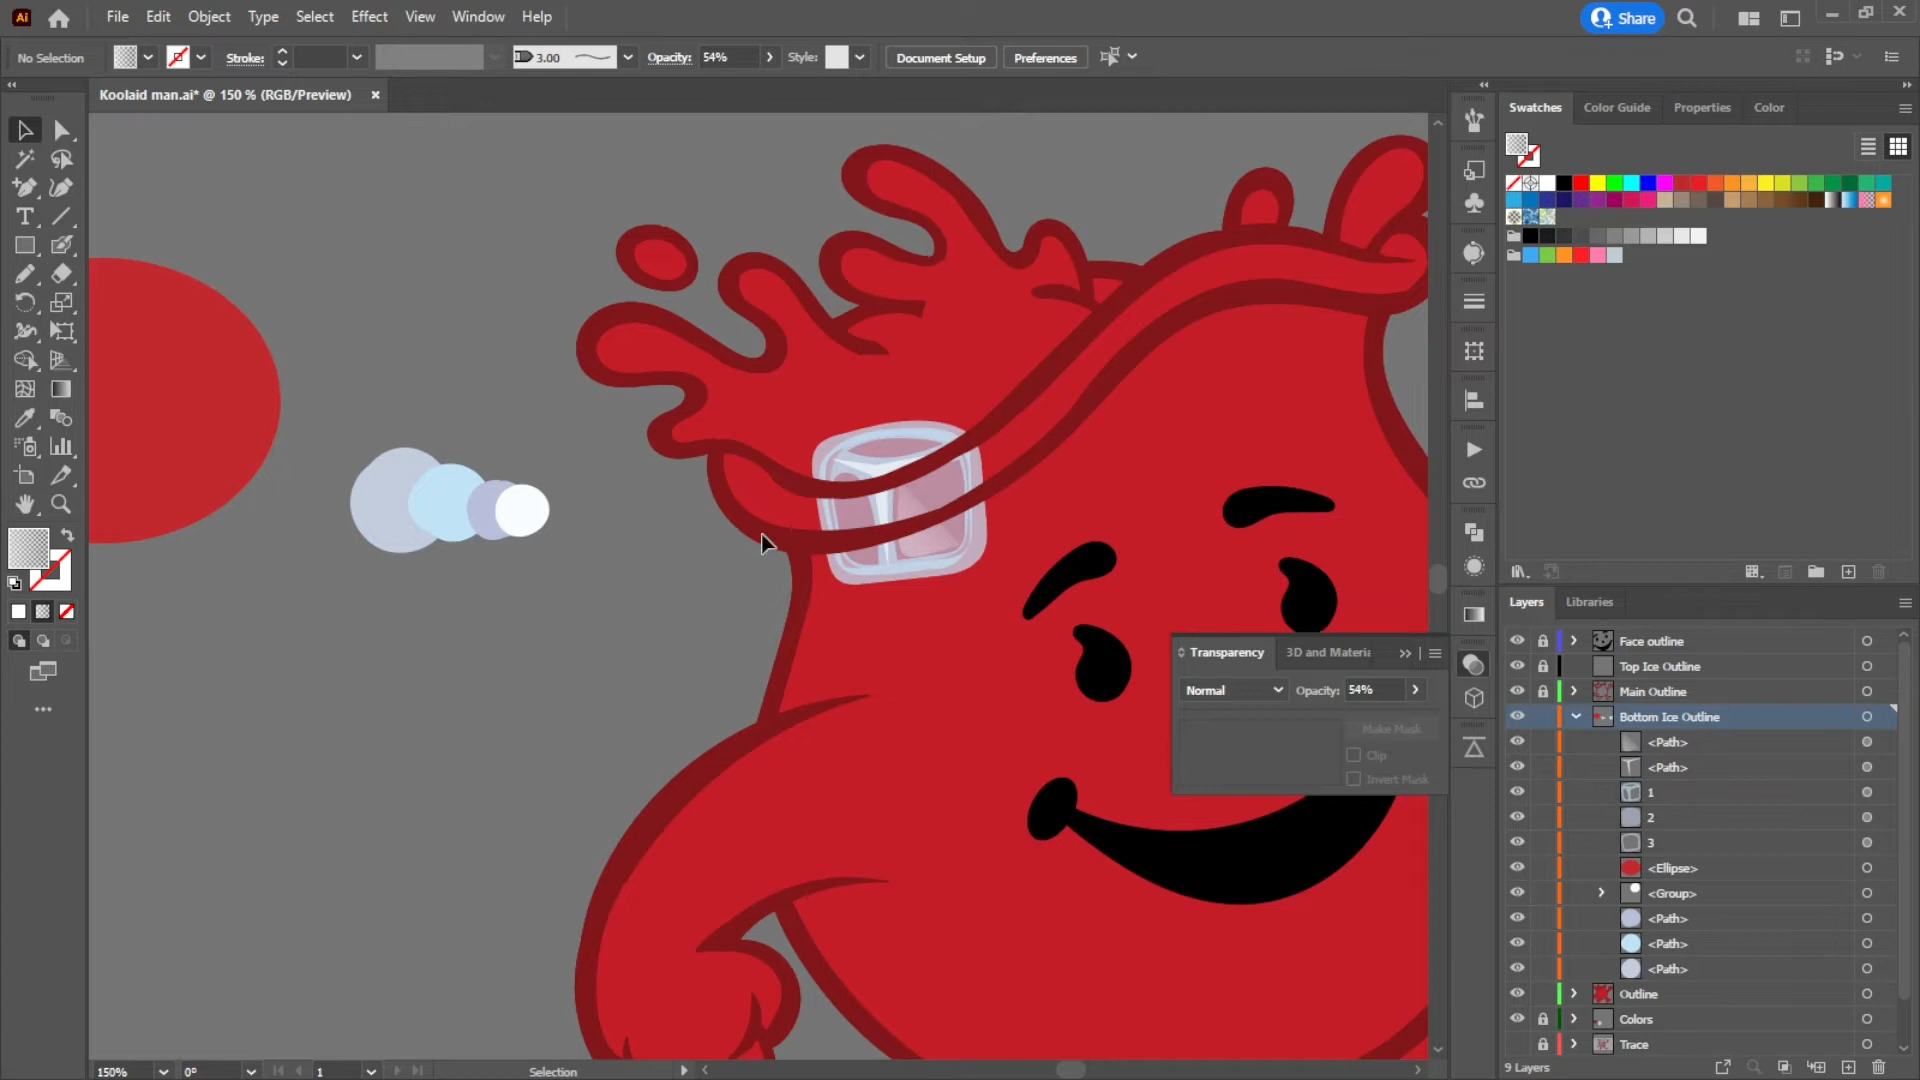 Ai File Edit Object Type Select Effect View Window Help Share
No Selection Stroke: 3.00 Opacity: 54% Style: Document Setup Preferences
Koolaid man.ai* @ 150 % (RGB/Preview)
Swatches Color Guide Properties Color
Layers Libraries
Face outline
Top Ice Outline
Main Outline
Bottom Ice Outline
<Path>
<Path>
1
2
3
<Ellipse>
<Group>
<Path>
<Path>
<Path>
Outline
Colors
Trace
9 Layers
Transparency 3D and Materia
Normal Opacity: 54%
Make Mask
Clip
Invert Mask
150% 0° 1 Selection